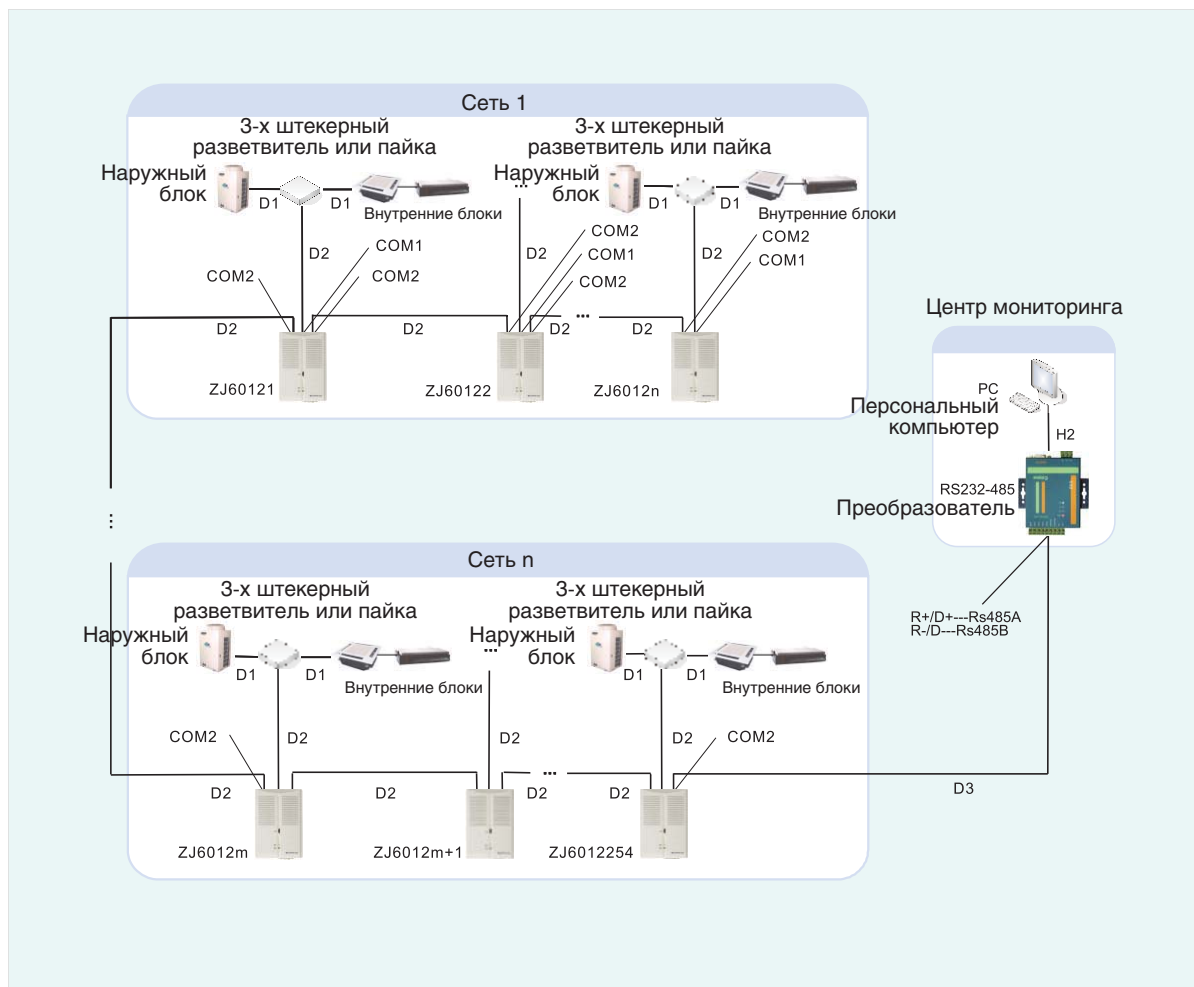 Сеть 1
3-х штекерный
разветвитель или пайка
3-х штекерный
разветвитель или пайка
Наружный
блок
D1
D1
Внутренние блоки
...
Наружный
блок
D1
D1
Внутренние блоки
D2
COM2
COM1
COM2
D2
COM2
COM1
COM2
D2
COM2
COM1
D2
D2
D2
...
D2
ZJ60121
ZJ60122
ZJ6012n
Центр мониторинга
PC
Персональный
компьютер
H2
RS232-485
Преобразователь
R+/D+---Rs485A
R-/D---Rs485B
...
Сеть n
3-х штекерный
разветвитель или пайка
3-х штекерный
разветвитель или пайка
Наружный
блок
D1
D1
Внутренние блоки
...
Наружный
блок
D1
D1
Внутренние блоки
COM2
D2
D2
D2
COM2
D2
D2
D2
...
D2
D3
ZJ6012m
ZJ6012m+1
ZJ6012254